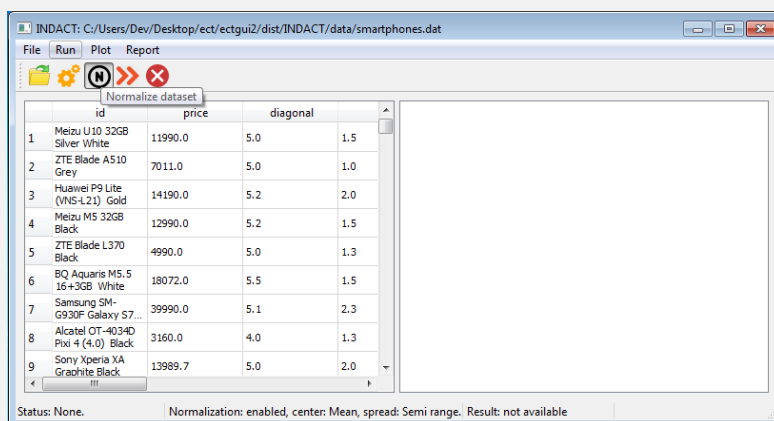 INDACT: C:/Users/Dev/Desktop/ect/ectgui2/dist/INDACT/data/smartphones.dat
File Run Plot Report
N
Normalize dataset
id price diagonal
1 Meizu U10 32GB Silver White 11990.0 5.0 1.5
2 ZTE Blade A510 Grey 7011.0 5.0 1.0
3 Huawei P9 Lite (VNS-L21) Gold 14190.0 5.2 2.0
4 Meizu M5 32GB Black 12990.0 5.2 1.5
5 ZTE Blade L370 Black 4990.0 5.0 1.3
6 BQ Aquaris M5.5 16+3GB White 18072.0 5.5 1.5
7 Samsung SM-G930F Galaxy S7... 39990.0 5.1 2.3
8 Alcatel OT-4034D Pixi 4 (4.0) Black 3160.0 4.0 1.3
9 Sony Xperia XA Graphite Black 13989.7 5.0 2.0
Status: None. Normalization: enabled, center: Mean, spread: Semi range. Result: not available